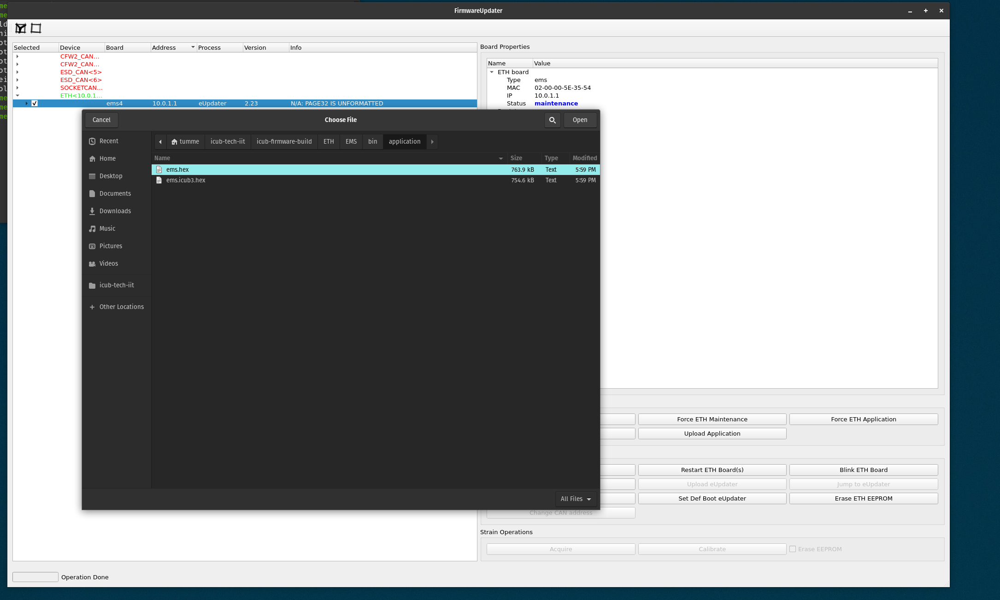 FirmwareUpdater
Selected Device Board Address Process Version Info
CFW2_CAN...
CFW2_CAN...
ESD_CAN<5>
ESD_CAN<6>
SOCKETCAN...
ETH<10.0.1...
ems4 10.0.1.1 eUpdater 2.23 N/A: PAGE32 IS UNFORMATTED
Board Properties
Name Value
ETH board
Type ems
MAC 02-00-00-5E-35-54
IP 10.0.1.1
Status maintenance
Cancel Choose File Open
Recent
Home
Desktop
Documents
Downloads
Music
Pictures
Videos
icub-tech-iit
Other Locations
tumme icub-tech-iit icub-firmware-build ETH EMS bin application
Name Size Type Modified
ems.hex 763.9 kB Text 5:59 PM
ems.icub3.hex 754.6 kB Text 5:59 PM
All Files
Force ETH Maintenance Force ETH Application
Upload Application
Restart ETH Board(s) Blink ETH Board
Upload eUpdater Jump to eUpdater
Set Def Boot eUpdater Erase ETH EEPROM
Change CAN address
Strain Operations
Acquire Calibrate Erase EEPROM
Operation Done